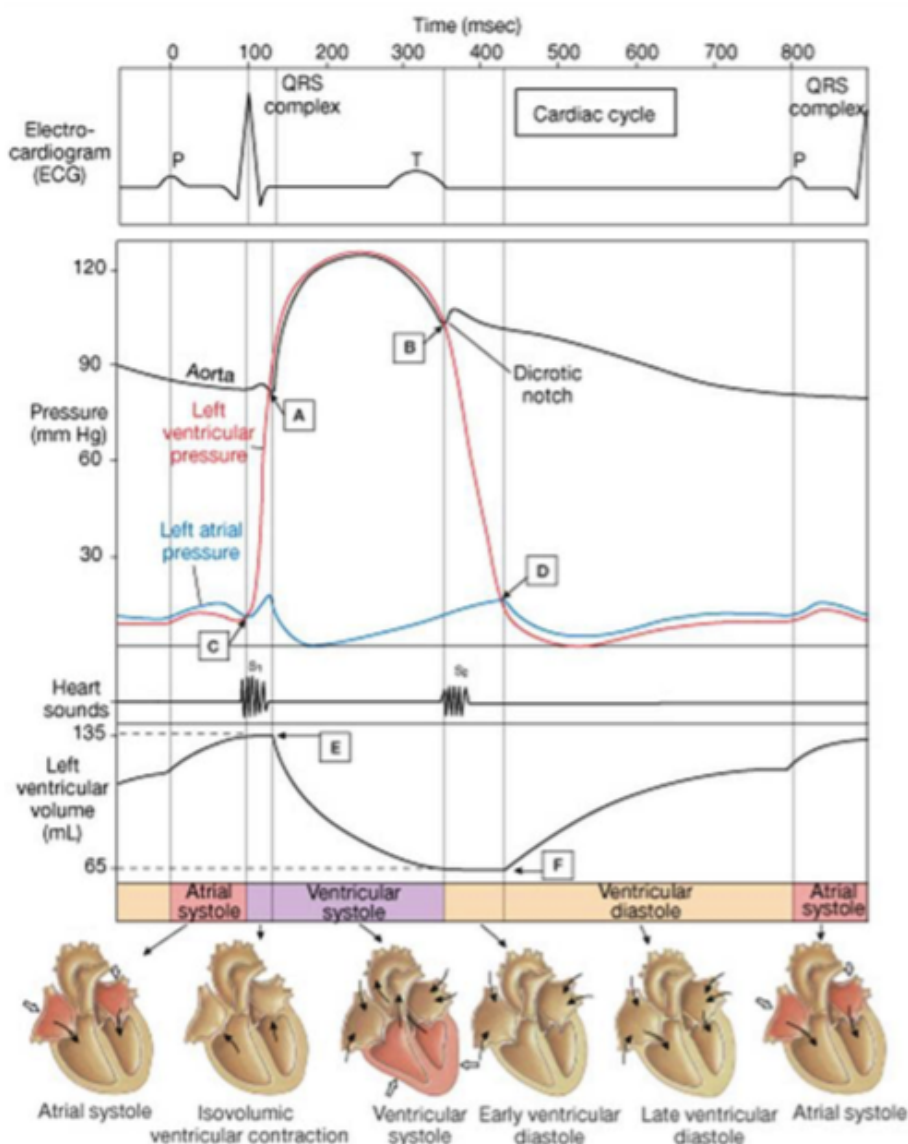 Time (msec)
0 100 200 300 400 500 600 700 800
QRS
complex
QRS
complex
Cardiac cycle
Electro-
cardiogram
(ECG)
P
T
P
120
90
60
30
Pressure
(mm Hg)
Aorta
A
B
Dicrotic
notch
Left
ventricular
pressure
Left atrial
pressure
D
C
Heart
sounds
S1
S2
135
E
Left
ventricular
volume
(mL)
65
F
Atrial
systole
Ventricular
systole
Ventricular
diastole
Atrial
systole
Atrial systole
Isovolumic
ventricular contraction
Ventricular
systole
Early ventricular
diastole
Late ventricular
diastole
Atrial systole